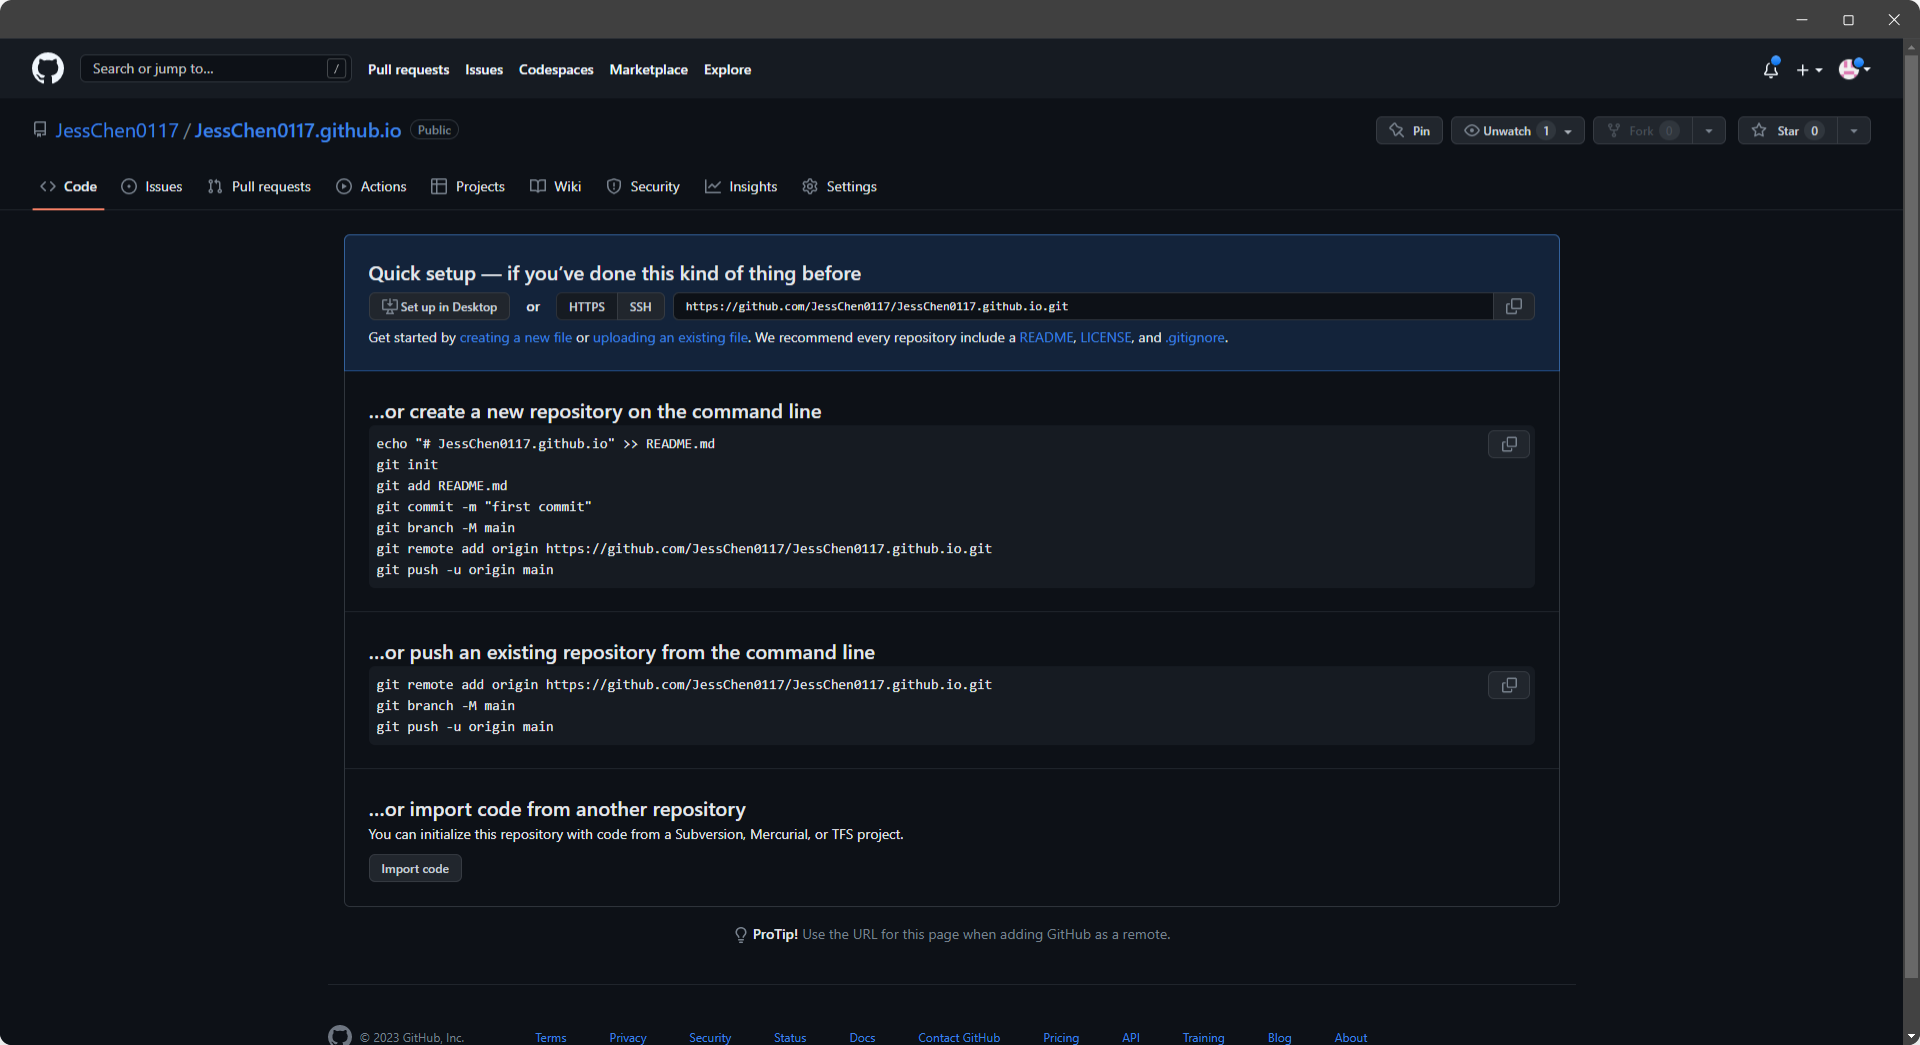 Search or jump to... /
Pull requests Issues Codespaces Marketplace Explore
JessChen0117 / JessChen0117.github.io Public
Pin Unwatch 1 Fork 0 Star 0
Code Issues Pull requests Actions Projects Wiki Security Insights Settings
Quick setup — if you’ve done this kind of thing before
Set up in Desktop or HTTPS SSH https://github.com/JessChen0117/JessChen0117.github.io.git
Get started by creating a new file or uploading an existing file. We recommend every repository include a README, LICENSE, and .gitignore.
…or create a new repository on the command line
echo "# JessChen0117.github.io" >> README.md
git init
git add README.md
git commit -m "first commit"
git branch -M main
git remote add origin https://github.com/JessChen0117/JessChen0117.github.io.git
git push -u origin main
…or push an existing repository from the command line
git remote add origin https://github.com/JessChen0117/JessChen0117.github.io.git
git branch -M main
git push -u origin main
…or import code from another repository
You can initialize this repository with code from a Subversion, Mercurial, or TFS project.
Import code
ProTip! Use the URL for this page when adding GitHub as a remote.
© 2023 GitHub, Inc. Terms Privacy Security Status Docs Contact GitHub Pricing API Training Blog About